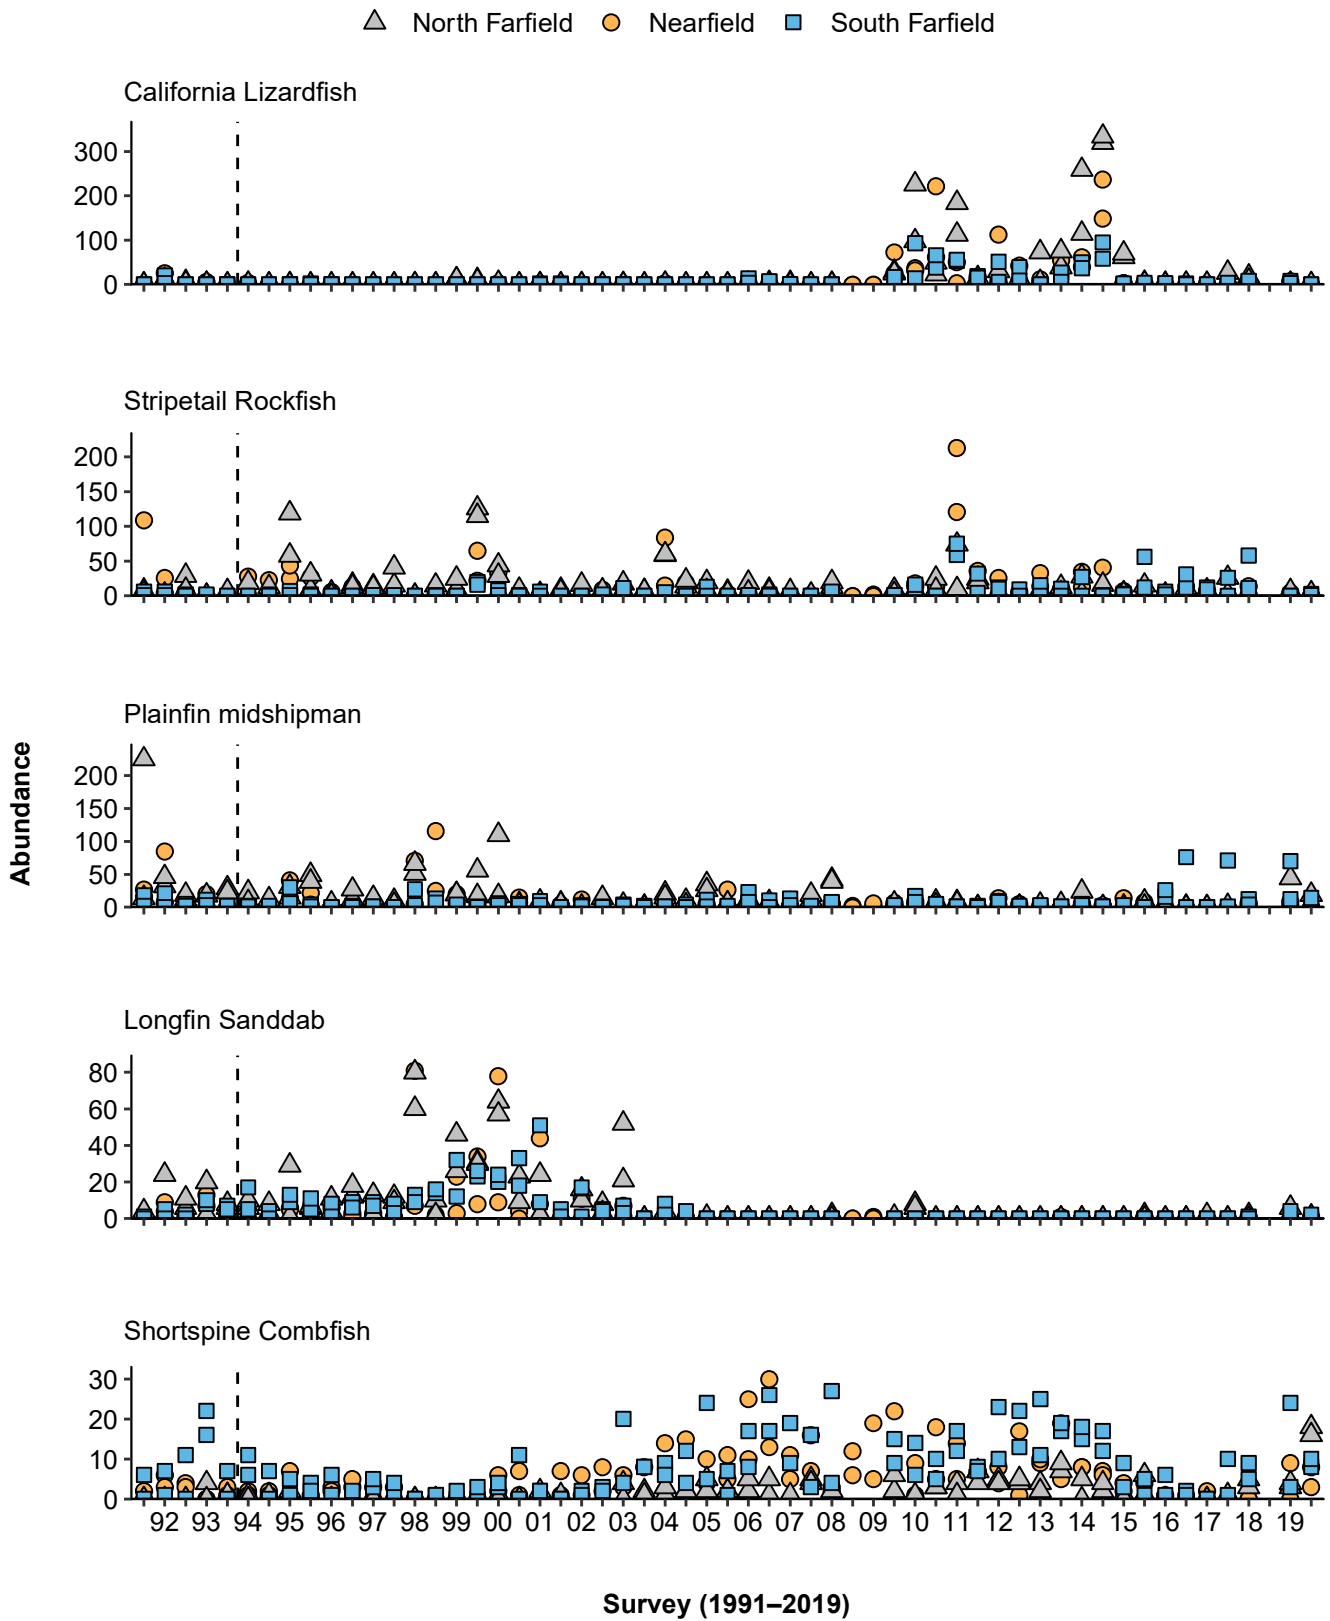 North Farfield Nearfield South Farfield
California Lizardfish
300
200
100
0
Stripetail Rockfish
200
150
100
50
0
Plainfin midshipman
200
150
100
50
0
Abundance
Longfin Sanddab
80
60
40
20
0
Shortspine Combfish
30
20
10
0
92 93 94 95 96 97 98 99 00 01 02 03 04 05 06 07 08 09 10 11 12 13 14 15 16 17 18 19
Survey (1991–2019)